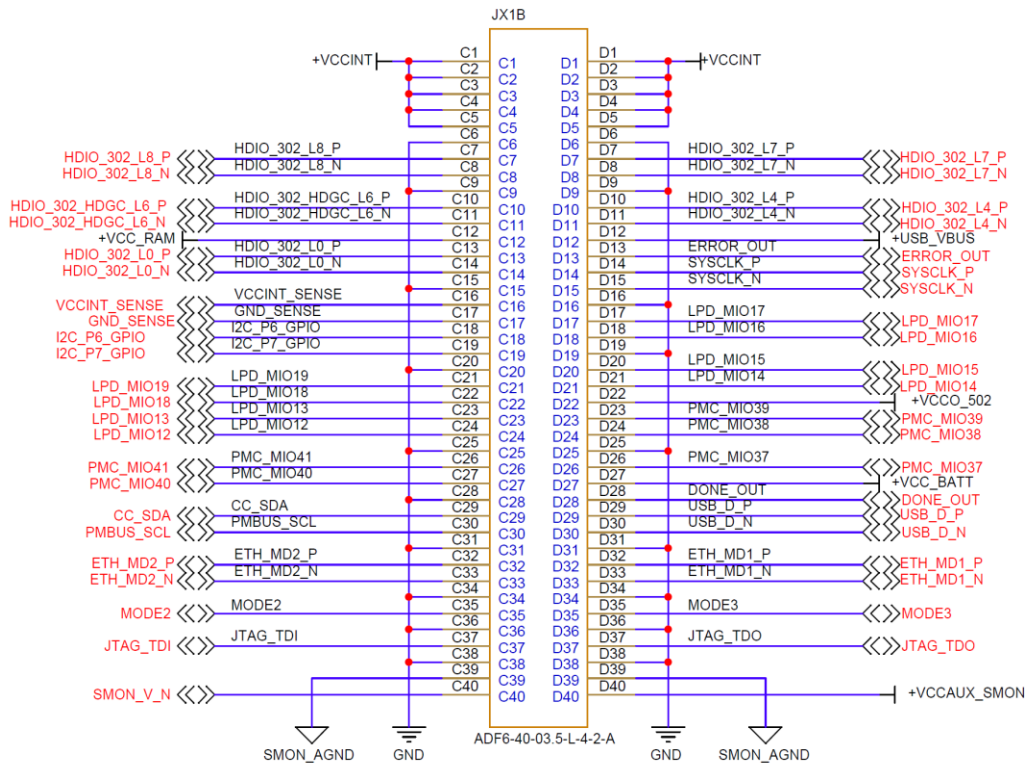 JX1B
+VCCINT C1 C1 D1 D1 +VCCINT
C2 C2 D2 D2
C3 C3 D3 D3
C4 C4 D4 D4
C5 C5 D5 D5
C6 C6 D6 D6
HDIO_302_L8_P HDIO_302_L8_P C7 C7 D7 D7 HDIO_302_L7_P HDIO_302_L7_P
HDIO_302_L8_N HDIO_302_L8_N C8 C8 D8 D8 HDIO_302_L7_N HDIO_302_L7_N
C9 C9 D9 D9
HDIO_302_HDGC_L6_P HDIO_302_HDGC_L6_P C10 C10 D10 D10 HDIO_302_L4_P HDIO_302_L4_P
HDIO_302_HDGC_L6_N HDIO_302_HDGC_L6_N C11 C11 D11 D11 HDIO_302_L4_N HDIO_302_L4_N
+VCC_RAM C12 C12 D12 D12 +USB_VBUS
HDIO_302_L0_P HDIO_302_L0_P C13 C13 D13 D13 ERROR_OUT ERROR_OUT
HDIO_302_L0_N HDIO_302_L0_N C14 C14 D14 D14 SYSCLK_P SYSCLK_P
C15 C15 D15 D15 SYSCLK_N SYSCLK_N
VCCINT_SENSE VCCINT_SENSE C16 C16 D16 D16
GND_SENSE GND_SENSE C17 C17 D17 D17 LPD_MIO17 LPD_MIO17
I2C_P6_GPIO I2C_P6_GPIO C18 C18 D18 D18 LPD_MIO16 LPD_MIO16
I2C_P7_GPIO I2C_P7_GPIO C19 C19 D19 D19
C20 C20 D20 D20 LPD_MIO15 LPD_MIO15
LPD_MIO19 LPD_MIO19 C21 C21 D21 D21 LPD_MIO14 LPD_MIO14
LPD_MIO18 LPD_MIO18 C22 C22 D22 D22 +VCCO_502
LPD_MIO13 LPD_MIO13 C23 C23 D23 D23 PMC_MIO39 PMC_MIO39
LPD_MIO12 LPD_MIO12 C24 C24 D24 D24 PMC_MIO38 PMC_MIO38
C25 C25 D25 D25
PMC_MIO41 PMC_MIO41 C26 C26 D26 D26 PMC_MIO37 PMC_MIO37
PMC_MIO40 PMC_MIO40 C27 C27 D27 D27 +VCC_BATT
C28 C28 D28 D28 DONE_OUT DONE_OUT
CC_SDA CC_SDA C29 C29 D29 D29 USB_D_P USB_D_P
PMBUS_SCL PMBUS_SCL C30 C30 D30 D30 USB_D_N USB_D_N
C31 C31 D31 D31
ETH_MD2_P ETH_MD2_P C32 C32 D32 D32 ETH_MD1_P ETH_MD1_P
ETH_MD2_N ETH_MD2_N C33 C33 D33 D33 ETH_MD1_N ETH_MD1_N
C34 C34 D34 D34
MODE2 MODE2 C35 C35 D35 D35 MODE3 MODE3
C36 C36 D36 D36
JTAG_TDI JTAG_TDI C37 C37 D37 D37 JTAG_TDO JTAG_TDO
C38 C38 D38 D38
C39 C39 D39 D39
SMON_V_N C40 C40 D40 D40 +VCCAUX_SMON
ADF6-40-03.5-L-4-2-A
SMON_AGND GND GND SMON_AGND